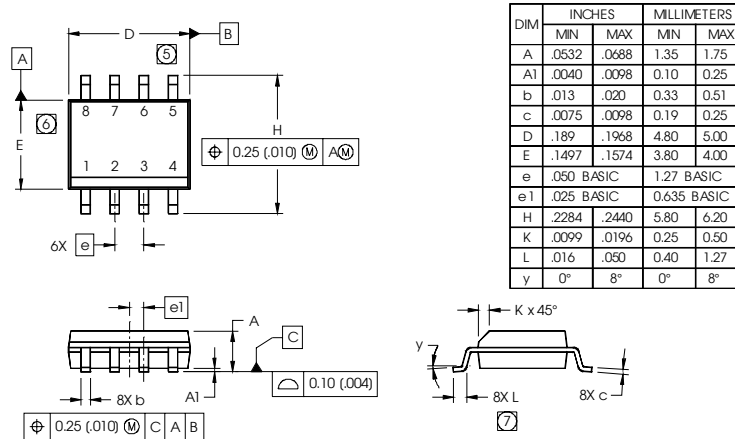 D
B
5
A
8 7 6 5
6
E
H
⌖ 0.25 (.010) Ⓜ AⓂ
1 2 3 4
6X e
DIM INCHES MILLIMETERS
MIN MAX MIN MAX
A .0532 .0688 1.35 1.75
A1 .0040 .0098 0.10 0.25
b .013 .020 0.33 0.51
c .0075 .0098 0.19 0.25
D .189 .1968 4.80 5.00
E .1497 .1574 3.80 4.00
e .050 BASIC 1.27 BASIC
e1 .025 BASIC 0.635 BASIC
H .2284 .2440 5.80 6.20
K .0099 .0196 0.25 0.50
L .016 .050 0.40 1.27
y 0° 8° 0° 8°
e1
A
C
8X b
A1
⌓ 0.10 (.004)
⌖ 0.25 (.010) Ⓜ C A B
K x 45°
y
8X L
8X c
7